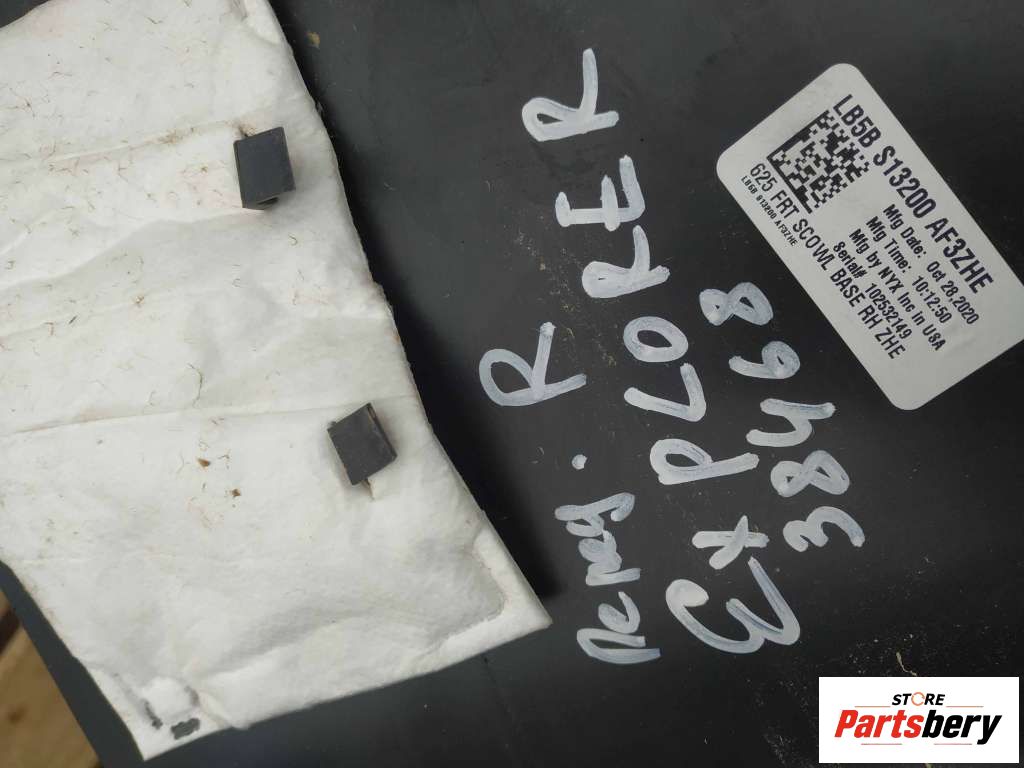 LB5B S13200 AF3ZHE
Mfg Date: Oct 28,2020
Mfg Time: 10:12:50
Mfg by NYX Inc in USA
Serial# 102532149
625 FRT SCOWL BASE RH ZHE
LB5B S13200 AF3ZHE
R
EXPLORER
38468
STORE
Partsbery